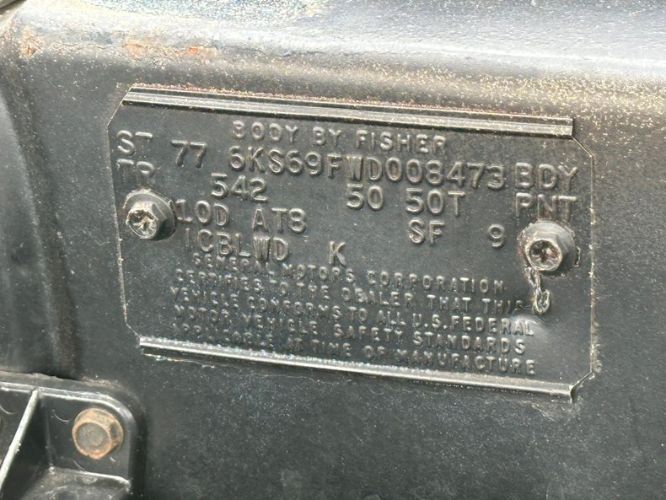 BODY BY FISHER
ST 77 6KS69 FWD008473 BDY
TR 542 50 50T PNT
10D AT8 SF 9
ICBLWD K
GENERAL MOTORS CORPORATION
CERTIFIES TO THE DEALER THAT THIS
VEHICLE CONFORMS TO ALL U.S. FEDERAL
MOTOR VEHICLE SAFETY STANDARDS
APPLICABLE AT TIME OF MANUFACTURE